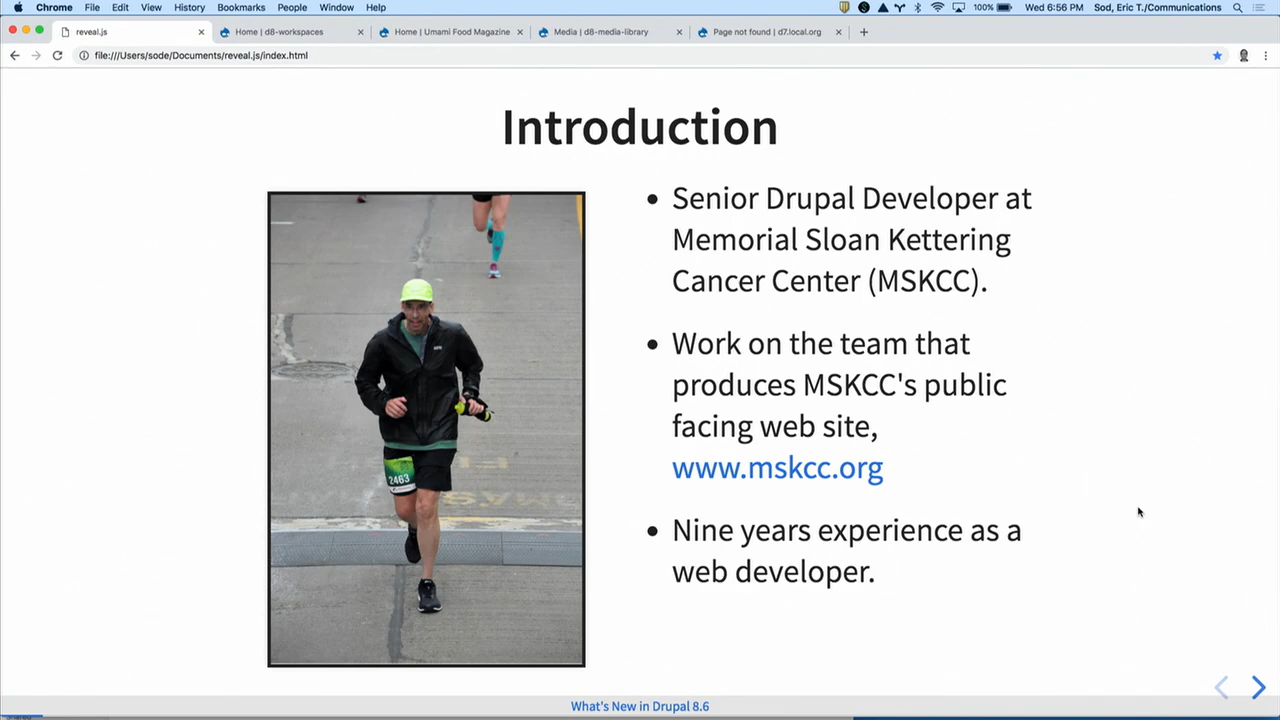 Chrome File Edit View History Bookmarks People Window Help 100% Wed 6:56 PM Sod, Eric T./Communications
reveal.js Home | d8-workspaces Home | Umami Food Magazine Media | d8-media-library Page not found | d7.local.org
file:///Users/sode/Documents/reveal.js/index.html
Introduction
Senior Drupal Developer at
Memorial Sloan Kettering
Cancer Center (MSKCC).
Work on the team that
produces MSKCC's public
facing web site,
www.mskcc.org
Nine years experience as a
web developer.
2463
What's New in Drupal 8.6